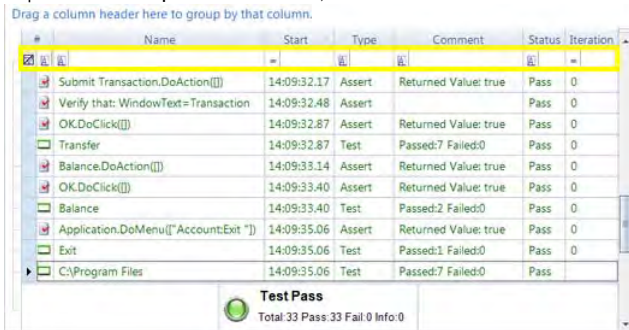 Drag a column header here to group by that column.
# Name Start Type Comment Status Iteration
A A = A A A =
Submit Transaction.DoAction([]) 14:09:32.17 Assert Returned Value: true Pass 0
Verify that: WindowText=Transaction 14:09:32.48 Assert Pass 0
OK.DoClick([]) 14:09:32.87 Assert Returned Value: true Pass 0
Transfer 14:09:32.87 Test Passed:7 Failed:0 Pass 0
Balance.DoAction([]) 14:09:33.14 Assert Returned Value: true Pass 0
OK.DoClick([]) 14:09:33.40 Assert Returned Value: true Pass 0
Balance 14:09:33.40 Test Passed:2 Failed:0 Pass 0
Application.DoMenu(["Account:Exit "]) 14:09:35.06 Assert Returned Value: true Pass 0
Exit 14:09:35.06 Test Passed:1 Failed:0 Pass 0
C:\Program Files 14:09:35.06 Test Passed:7 Failed:0 Pass
Test Pass
Total:33 Pass:33 Fail:0 Info:0